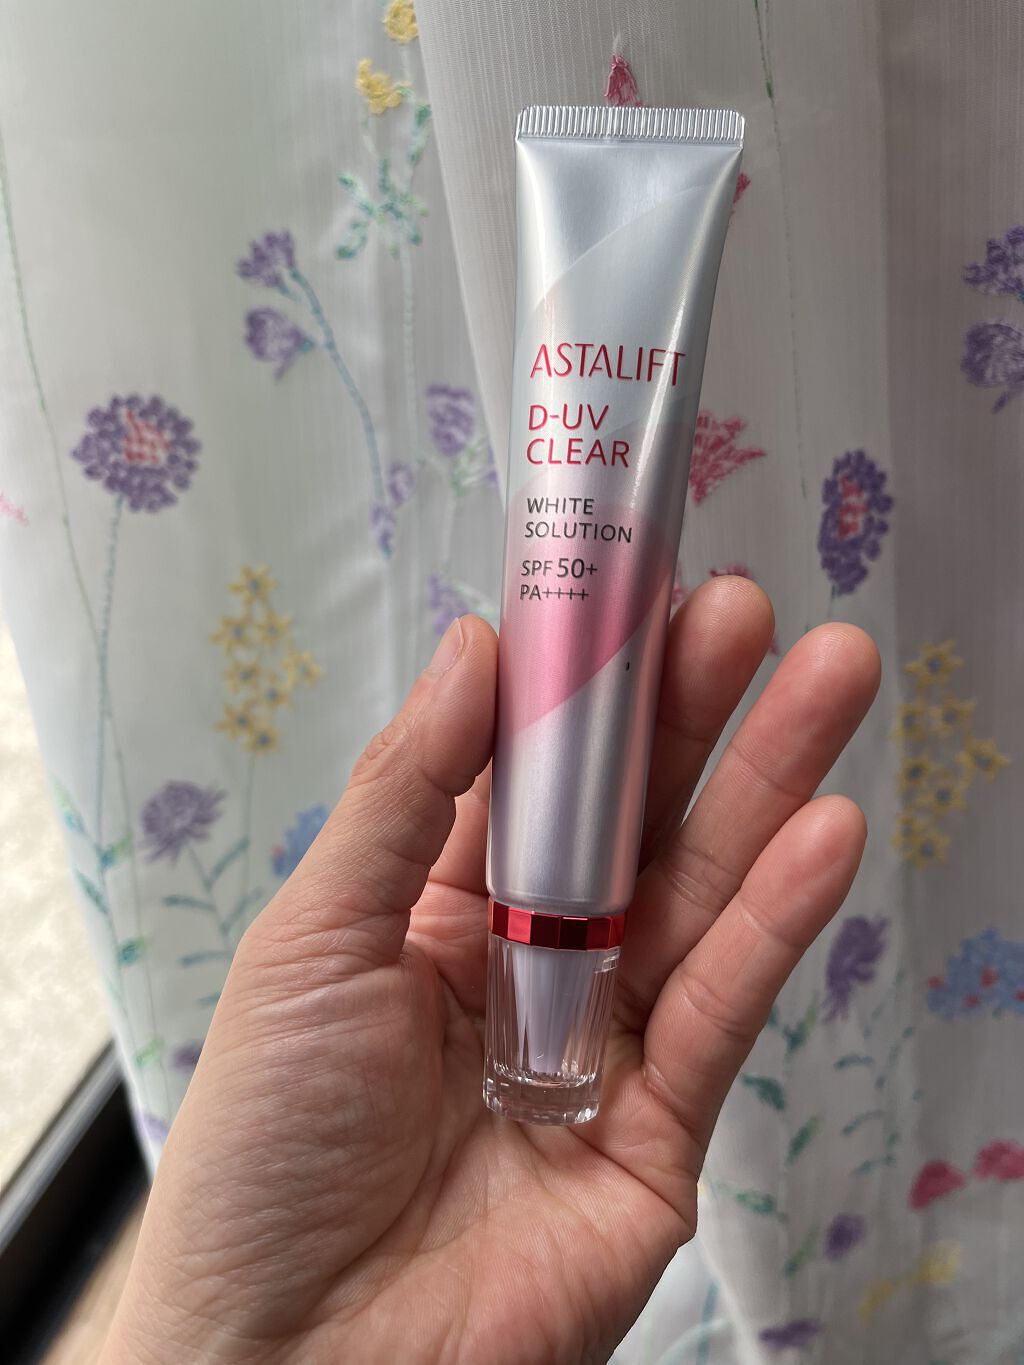 ASTALIFT
D-UV
CLEAR
WHITE
SOLUTION
SPF 50+
PA++++